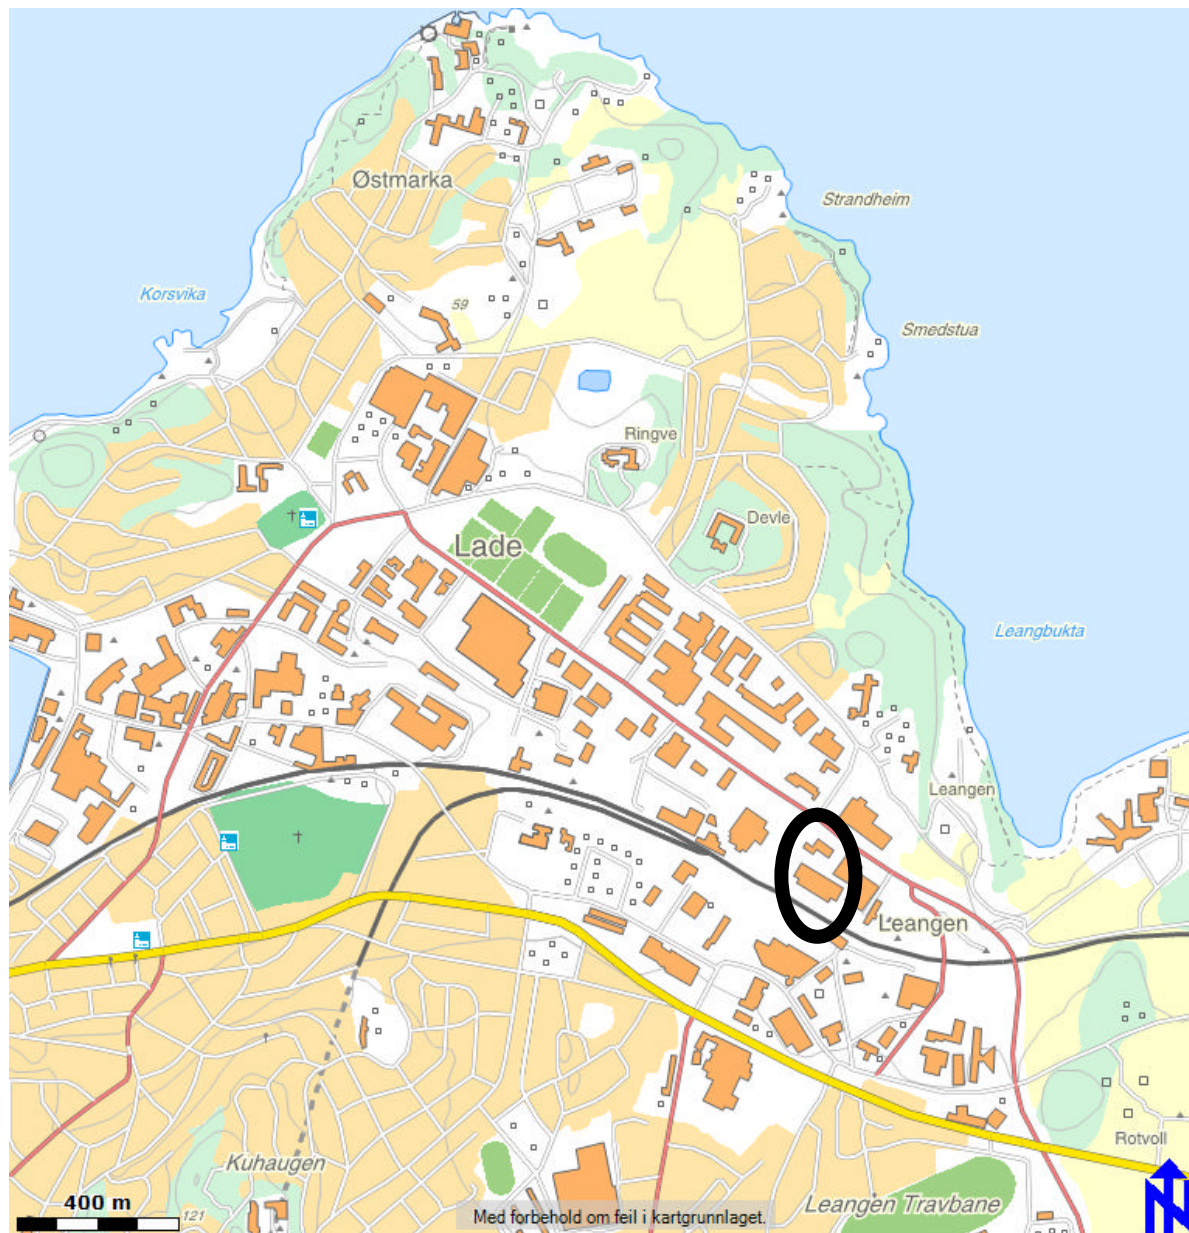 Østmarka
Strandheim
Korsvika
59
Smedstua
Ringve
Devle
Lade
Leangbukta
Leangen
Leangen
Rotvoll
Kuhaugen
400 m
121
Leangen Travbane
Med forbehold om feil i kartgrunnlaget.
N